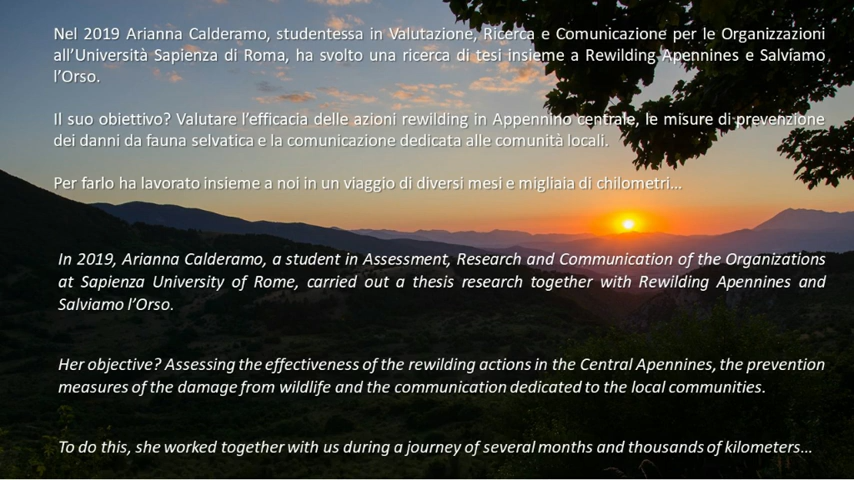 Nel 2019 Arianna Calderamo, studentessa in Valutazione, Ricerca e Comunicazione per le Organizzazioni
all’Università Sapienza di Roma, ha svolto una ricerca di tesi insieme a Rewilding Apennines e Salviamo
l’Orso.
Il suo obiettivo? Valutare l’efficacia delle azioni rewilding in Appennino centrale, le misure di prevenzione
dei danni da fauna selvatica e la comunicazione dedicata alle comunità locali.
Per farlo ha lavorato insieme a noi in un viaggio di diversi mesi e migliaia di chilometri…
In 2019, Arianna Calderamo, a student in Assessment, Research and Communication of the Organizations
at Sapienza University of Rome, carried out a thesis research together with Rewilding Apennines and
Salviamo l’Orso.
Her objective? Assessing the effectiveness of the rewilding actions in the Central Apennines, the prevention
measures of the damage from wildlife and the communication dedicated to the local communities.
To do this, she worked together with us during a journey of several months and thousands of kilometers…